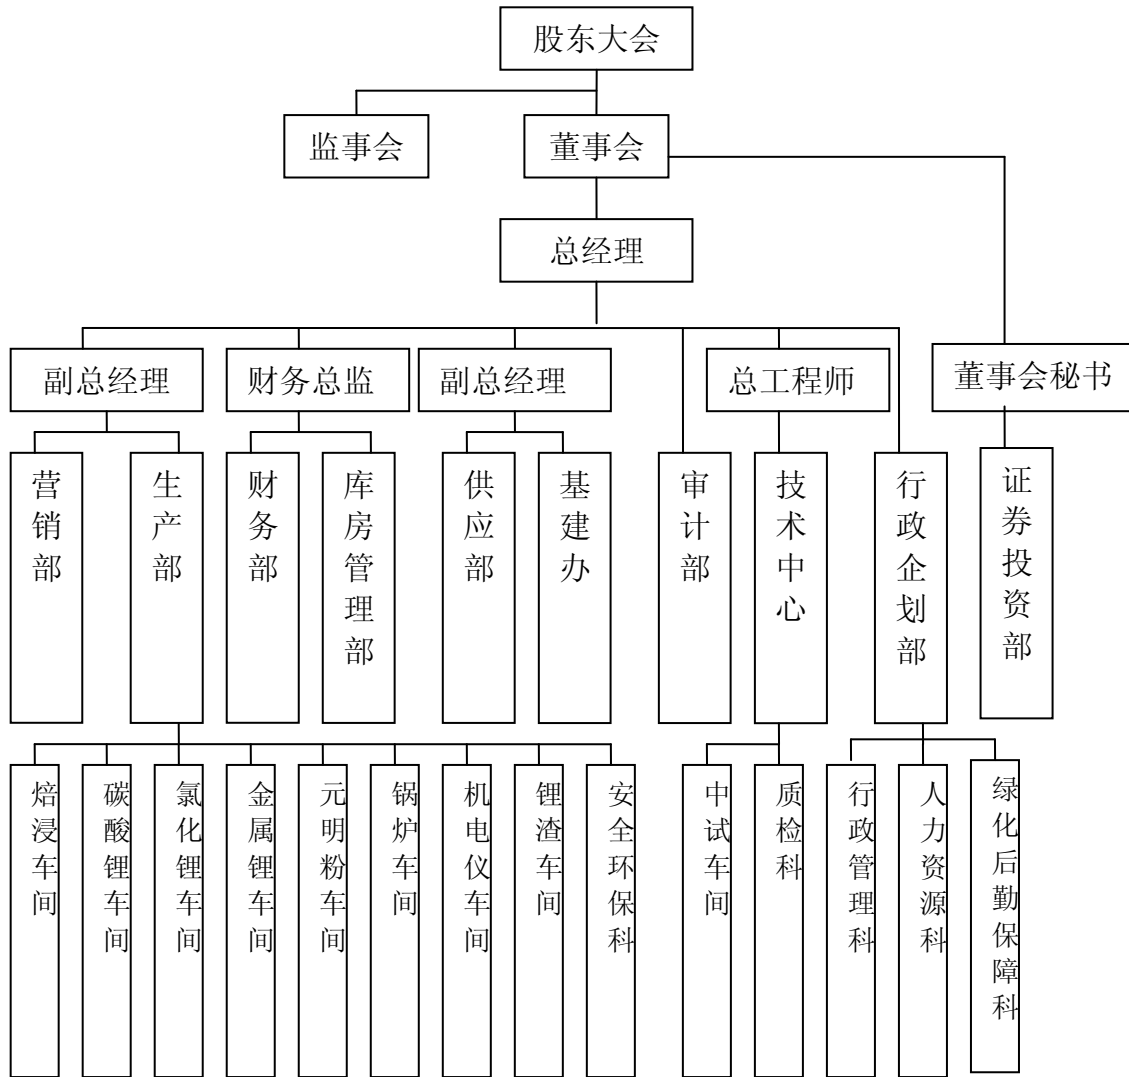 股东大会
监事会
董事会
总经理
副总经理
财务总监
副总经理
总工程师
董事会秘书
营销部
生产部
财务部
库房管理部
供应部
基建办
审计部
技术中心
行政企划部
证券投资部
焙浸车间
碳酸锂车间
氯化锂车间
金属锂车间
元明粉车间
锅炉车间
机电仪车间
锂渣车间
安全环保科
中试车间
质检科
行政管理科
人力资源科
绿化后勤保障科